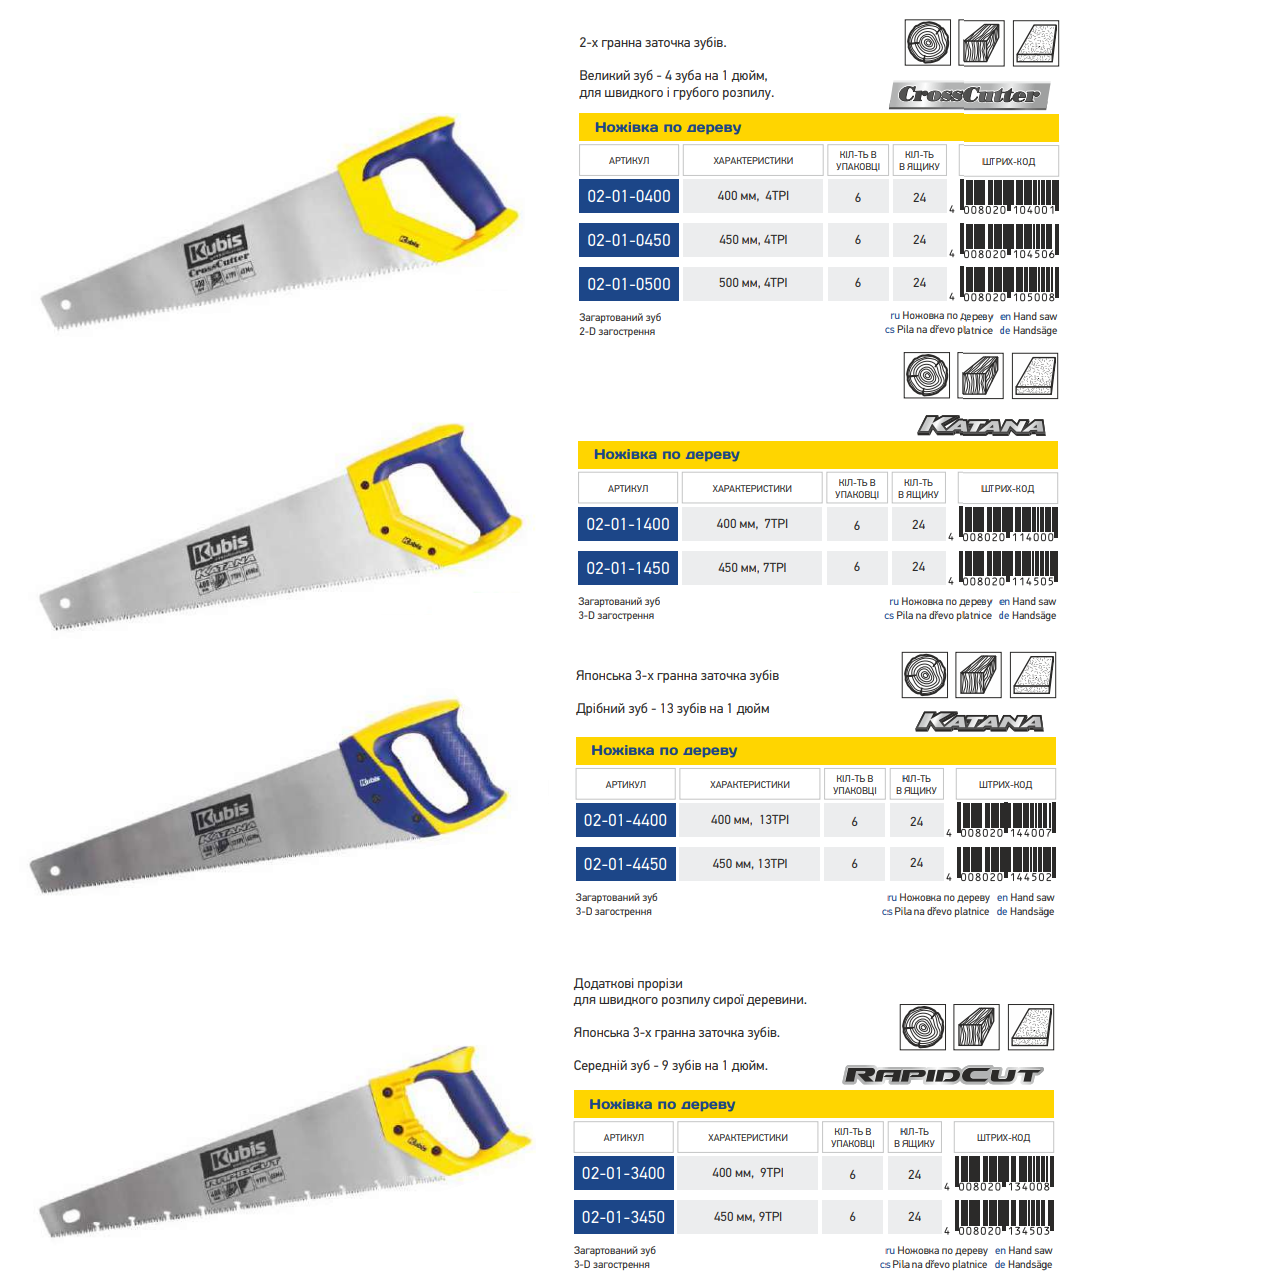 2-х гранна заточка зубів.
Великий зуб - 4 зуба на 1 дюйм,
для швидкого і грубого розпилу.
CrossCutter
Ножівка по дереву
АРТИКУЛ ХАРАКТЕРИСТИКИ КІЛ-ТЬ В УПАКОВЦІ КІЛ-ТЬ В ЯЩИКУ ШТРИХ-КОД
02-01-0400 400 мм, 4TPI 6 24 4 008020 104001
02-01-0450 450 мм, 4TPI 6 24 4 008020 104506
02-01-0500 500 мм, 4TPI 6 24 4 008020 105008
Загартований зуб ru Ножовка по дереву en Hand saw
2-D загострення cs Pila na dřevo platnice de Handsäge
Kubis
CrossCutter
Kubis
KATANA
Ножівка по дереву
АРТИКУЛ ХАРАКТЕРИСТИКИ КІЛ-ТЬ В УПАКОВЦІ КІЛ-ТЬ В ЯЩИКУ ШТРИХ-КОД
02-01-1400 400 мм, 7TPI 6 24 4 008020 114000
02-01-1450 450 мм, 7TPI 6 24 4 008020 114505
Загартований зуб ru Ножовка по дереву en Hand saw
3-D загострення cs Pila na dřevo platnice de Handsäge
Kubis
KATANA
Kubis
Японська 3-х гранна заточка зубів
Дрібний зуб - 13 зубів на 1 дюйм
KATANA
Ножівка по дереву
АРТИКУЛ ХАРАКТЕРИСТИКИ КІЛ-ТЬ В УПАКОВЦІ КІЛ-ТЬ В ЯЩИКУ ШТРИХ-КОД
02-01-4400 400 мм, 13TPI 6 24 4 008020 144007
02-01-4450 450 мм, 13TPI 6 24 4 008020 144502
Загартований зуб ru Ножовка по дереву en Hand saw
3-D загострення cs Pila na dřevo platnice de Handsäge
Kubis
KATANA
Kubis
Додаткові прорізи
для швидкого розпилу сирої деревини.
Японська 3-х гранна заточка зубів.
Середній зуб - 9 зубів на 1 дюйм.
RAPIDCUT
Ножівка по дереву
АРТИКУЛ ХАРАКТЕРИСТИКИ КІЛ-ТЬ В УПАКОВЦІ КІЛ-ТЬ В ЯЩИКУ ШТРИХ-КОД
02-01-3400 400 мм, 9TPI 6 24 4 008020 134008
02-01-3450 450 мм, 9TPI 6 24 4 008020 134503
Загартований зуб ru Ножовка по дереву en Hand saw
3-D загострення cs Pila na dřevo platnice de Handsäge
Kubis
RAPIDCUT
Kubis